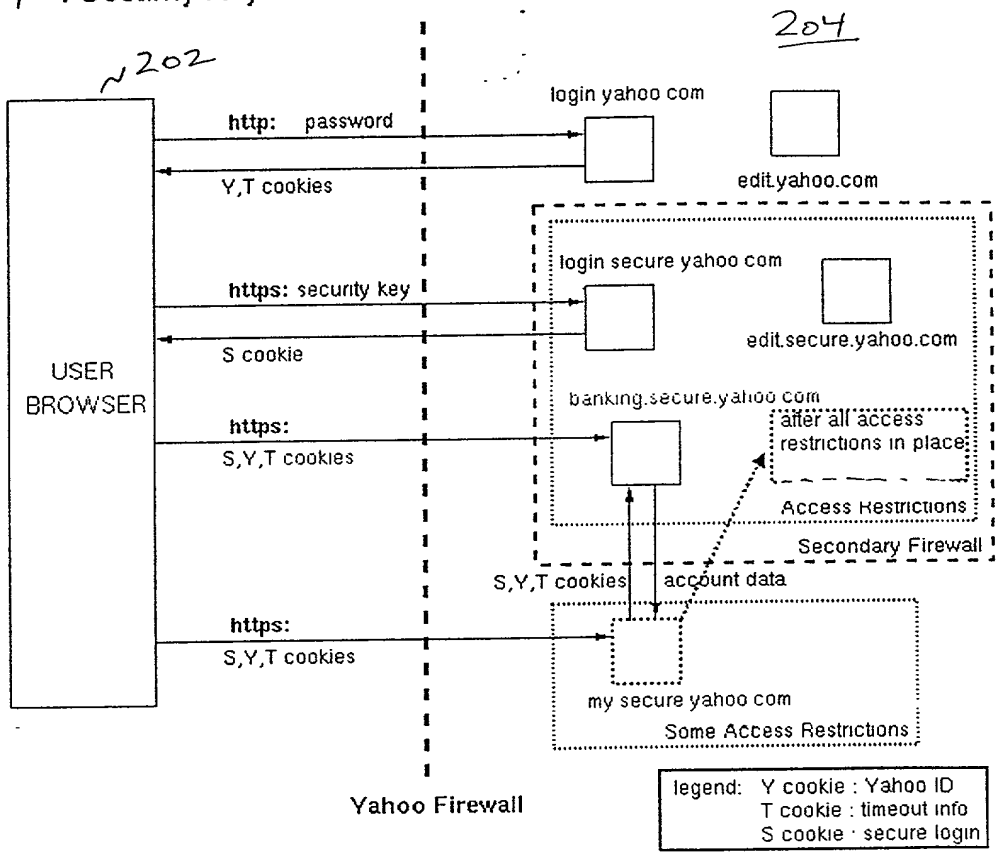 204
202
login yahoo com
http: password
Y,T cookies
edit.yahoo.com
login secure yahoo com
https: security key
S cookie
edit.secure.yahoo.com
USER
BROWSER
banking.secure.yahoo com
https:
S,Y,T cookies
after all access
restrictions in place
Access Restrictions
Secondary Firewall
S,Y,T cookies
account data
https:
S,Y,T cookies
my secure yahoo com
Some Access Restrictions
Yahoo Firewall
legend: Y cookie : Yahoo ID
T cookie : timeout info
S cookie · secure login